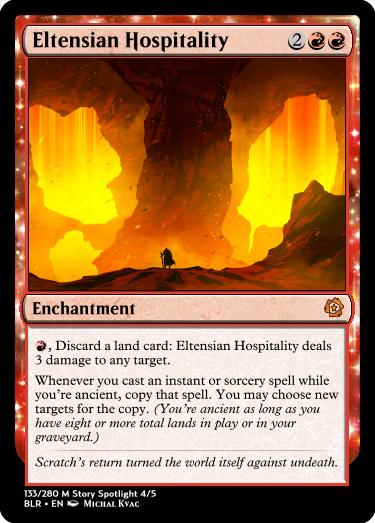 Eltensian Hospitality 2
Enchantment
, Discard a land card: Eltensian Hospitality deals
3 damage to any target.
Whenever you cast an instant or sorcery spell while
you're ancient, copy that spell. You may choose new
targets for the copy. (You're ancient as long as you
have eight or more total lands in play or in your
graveyard.)
Scratch's return turned the world itself against undeath.
133/280 M Story Spotlight 4/5
BLR • EN Michal Kvac